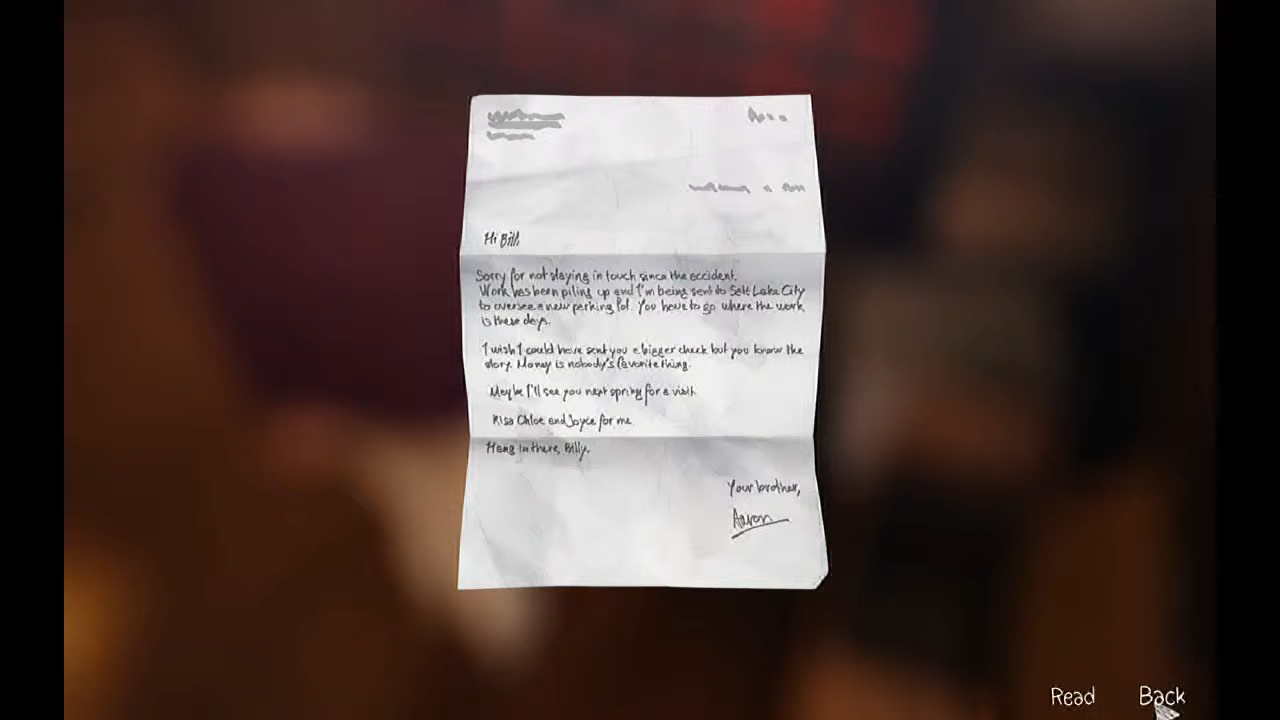 Hi Bill
Sorry for not staying in touch since the accident.
Work has been piling up and I'm being sent to Salt Lake City
to oversee a new parking lot. You have to go where the work
is these days.
I wish I could have sent you a bigger check but you know the
story. Money is nobody's favorite thing.
Maybe I'll see you next spring for a visit.
Kiss Chloe and Joyce for me.
Hang in there, Billy.
Your brother,
Aaron
Read Back